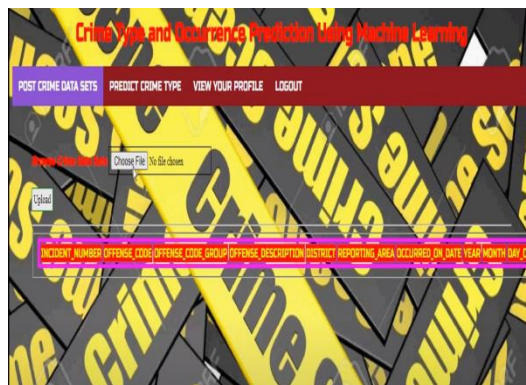 Crime Type and Occurrence Prediction Using Machine Learning
POST CRIME DATA SETS PREDICT CRIME TYPE VIEW YOUR PROFILE LOGOUT
Choose File No file chosen
Upload
INCIDENT_NUMBER OFFENSE_CODE OFFENSE_CODE_GROUP OFFENSE_DESCRIPTION DISTRICT REPORTING_AREA OCCURRED_ON_DATE YEAR MONTH